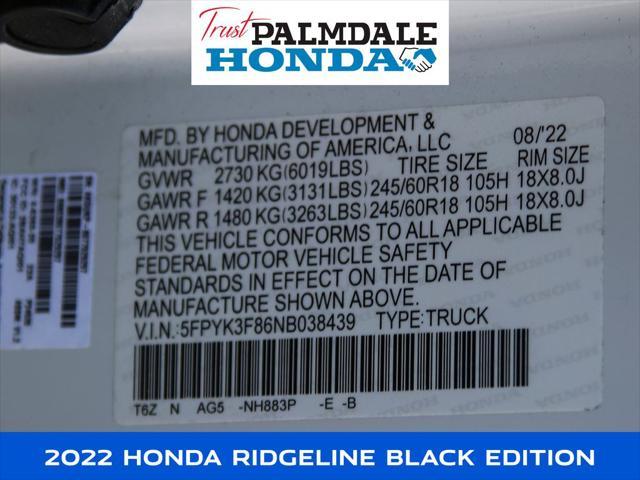 Trust
PALMDALE
HONDA
MFD. BY HONDA DEVELOPMENT &
MANUFACTURING OF AMERICA, LLC 08/'22
GVWR 2730 KG(6019LBS) TIRE SIZE RIM SIZE
GAWR F 1420 KG(3131LBS) 245/60R18 105H 18X8.0J
GAWR R 1480 KG(3263LBS) 245/60R18 105H 18X8.0J
THIS VEHICLE CONFORMS TO ALL APPLICABLE
FEDERAL MOTOR VEHICLE SAFETY
STANDARDS IN EFFECT ON THE DATE OF
MANUFACTURE SHOWN ABOVE.
V.I.N.:5FPYK3F86NB038439 TYPE:TRUCK
T6Z N AG5 -NH883P -E -B
2022 HONDA RIDGELINE BLACK EDITION